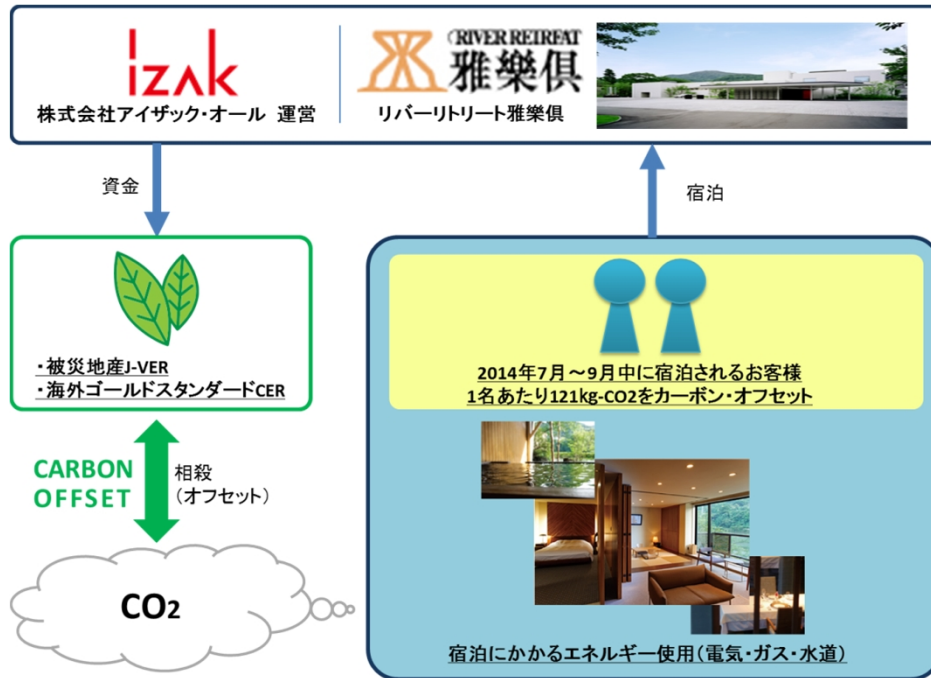 izak
株式会社アイザック・オール 運営
RIVER RETREAT
雅樂倶
リバーリトリート雅樂倶
資金
宿泊
・被災地産J-VER
・海外ゴールドスタンダードCER
2014年7月～9月中に宿泊されるお客様
1名あたり121kg-CO2をカーボン・オフセット
CARBON
OFFSET
相殺
（オフセット）
CO2
宿泊にかかるエネルギー使用（電気・ガス・水道）